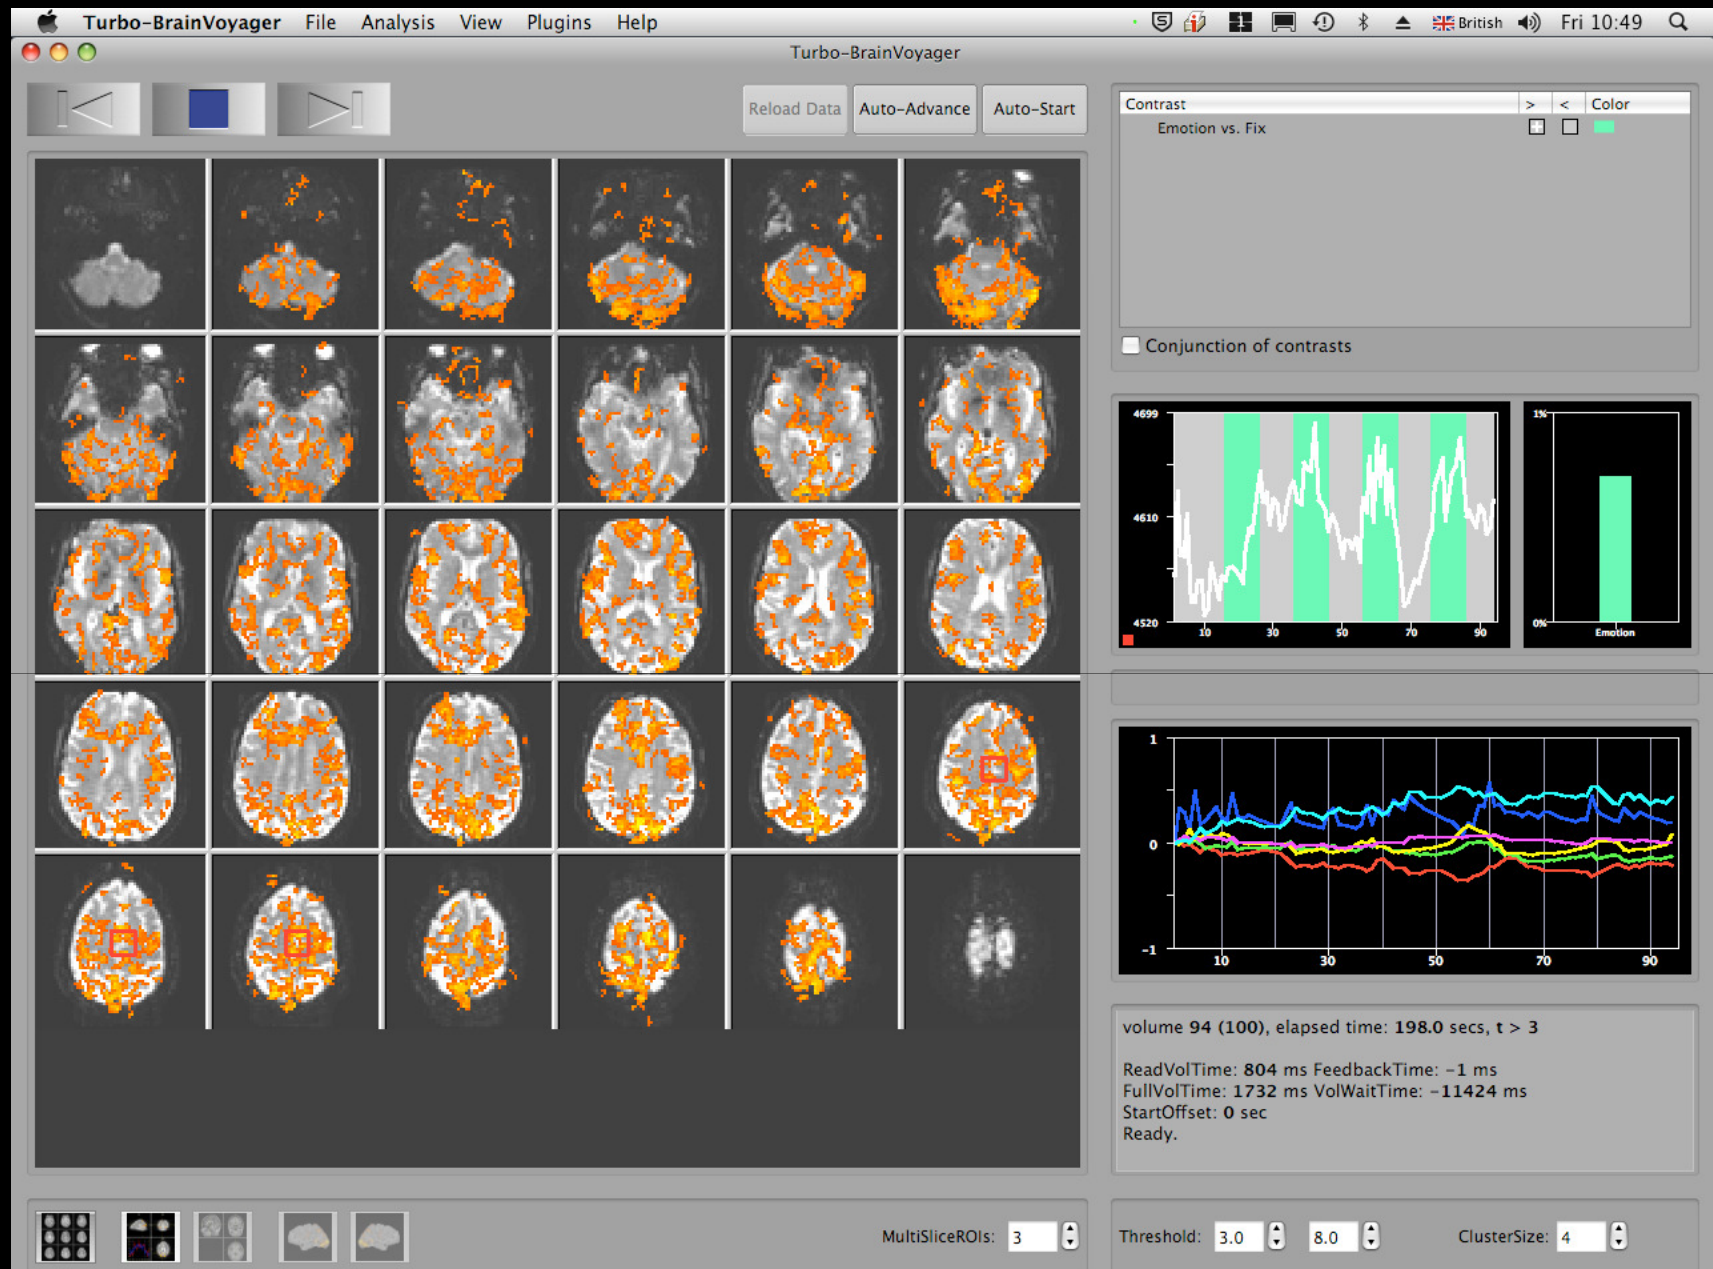 Turbo-BrainVoyager File Analysis View Plugins Help British Fri 10:49
Turbo-BrainVoyager
Reload Data Auto-Advance Auto-Start
Contrast > < Color
Emotion vs. Fix
Conjunction of contrasts
4699
4610
4520
10 30 50 70 90
1%
0%
Emotion
1
0
-1
10 30 50 70 90
volume 94 (100), elapsed time: 198.0 secs, t > 3
ReadVolTime: 804 ms FeedbackTime: -1 ms
FullVolTime: 1732 ms VolWaitTime: -11424 ms
StartOffset: 0 sec
Ready.
MultiSliceROIs: 3
Threshold: 3.0 8.0 ClusterSize: 4